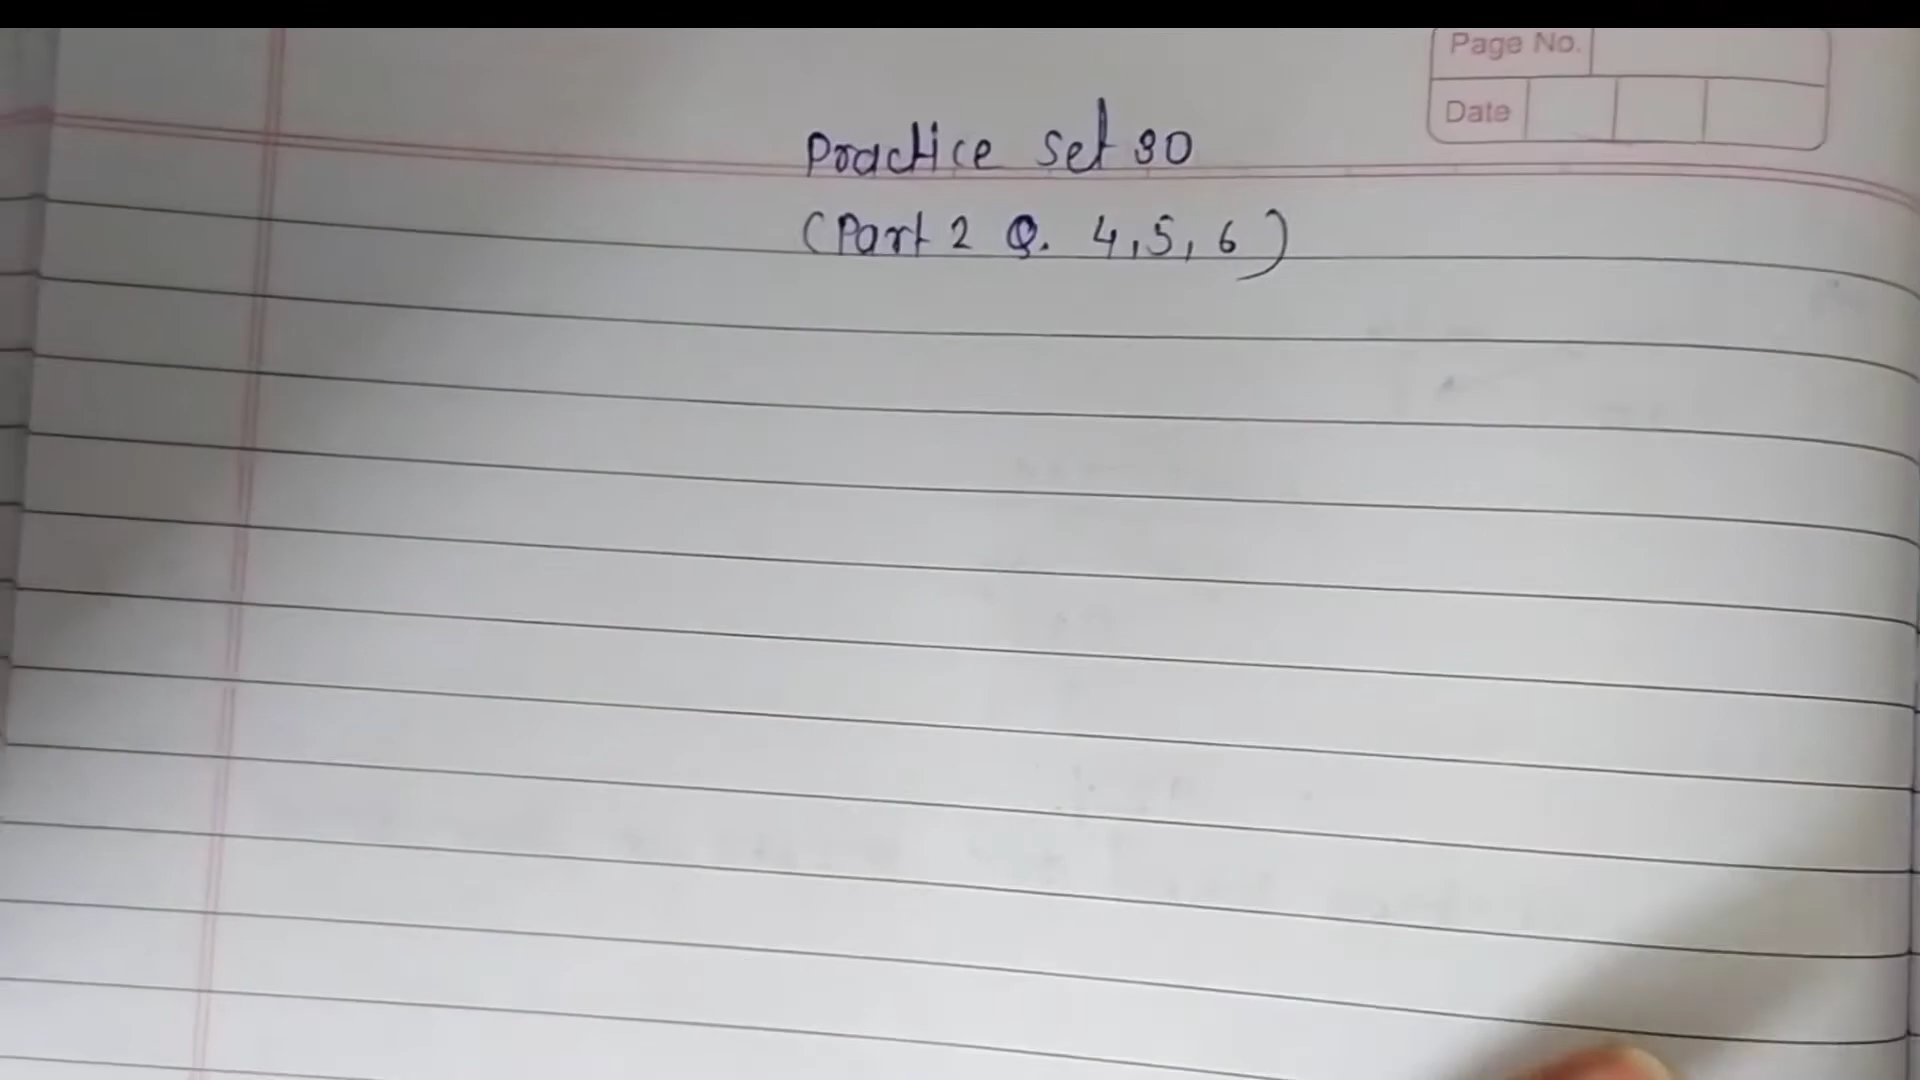 Page No.
Date
Practice Set 30
(Part 2 Q. 4, 5, 6)